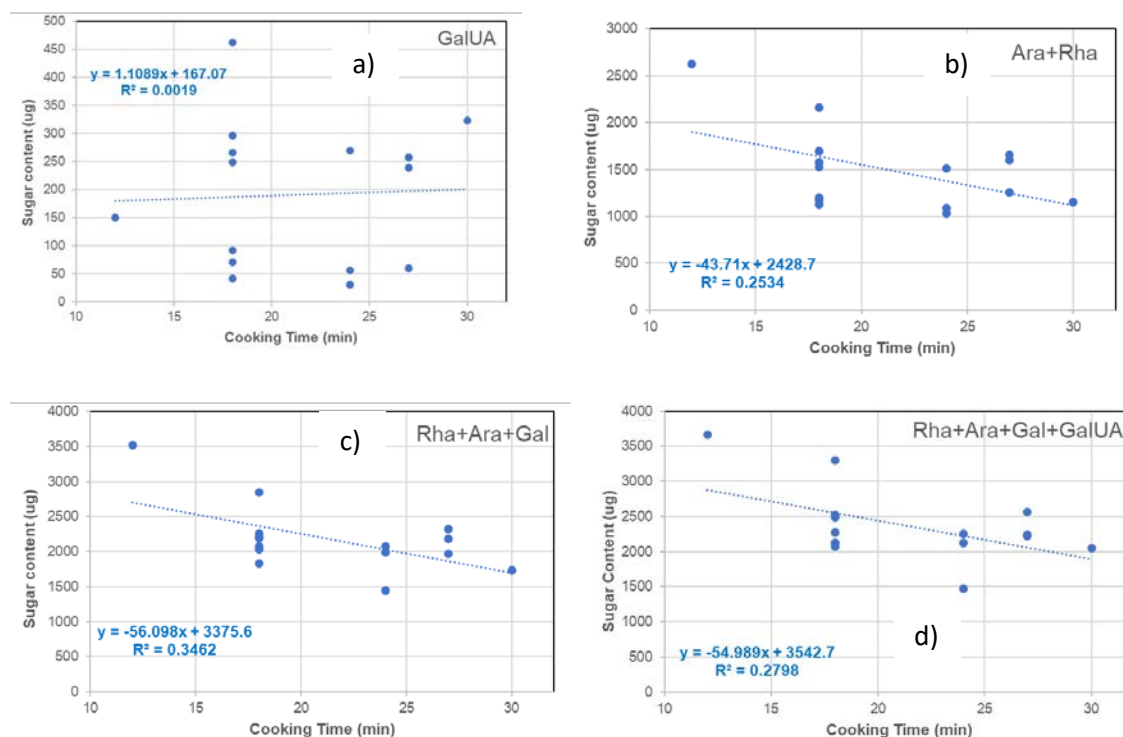 GalUA
a)
y = 1.1089x + 167.07
R² = 0.0019
Sugar content (ug)
500
450
400
350
300
250
200
150
100
50
0
10 15 20 25 30
Cooking Time (min)
Ara+Rha
b)
y = -43.71x + 2428.7
R² = 0.2534
Sugar content (ug)
3000
2500
2000
1500
1000
500
0
10 15 20 25 30
Cooking Time (min)
Rha+Ara+Gal
c)
y = -56.098x + 3375.6
R² = 0.3462
Sugar content (ug)
4000
3500
3000
2500
2000
1500
1000
500
0
10 15 20 25 30
Cooking Time (min)
Rha+Ara+Gal+GalUA
d)
y = -54.989x + 3542.7
R² = 0.2798
Sugar Content (ug)
4000
3500
3000
2500
2000
1500
1000
500
0
10 15 20 25 30
Cooking Time (min)